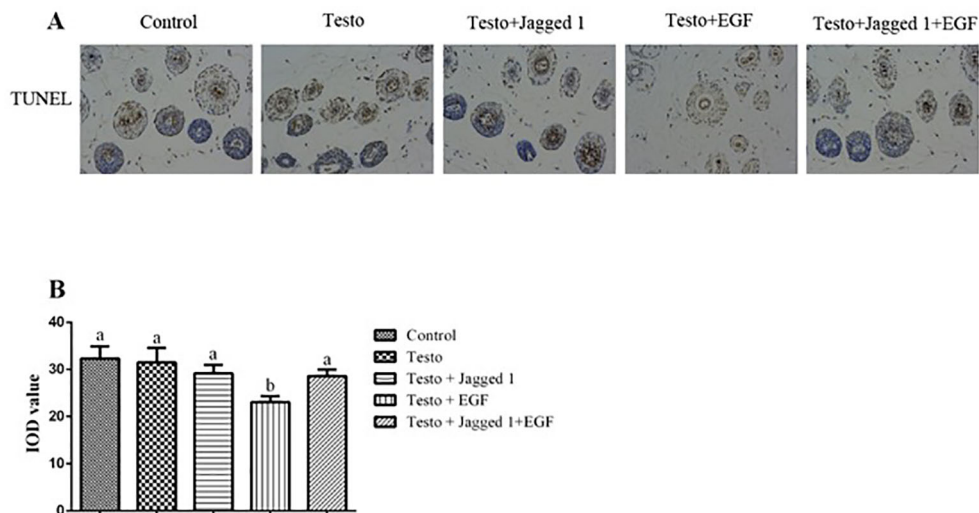 A
Control
Testo
Testo+Jagged 1
Testo+EGF
Testo+Jagged 1+EGF
TUNEL
B
IOD value
40
30
20
10
0
a
a
a
b
a
Control
Testo
Testo + Jagged 1
Testo + EGF
Testo + Jagged 1+EGF